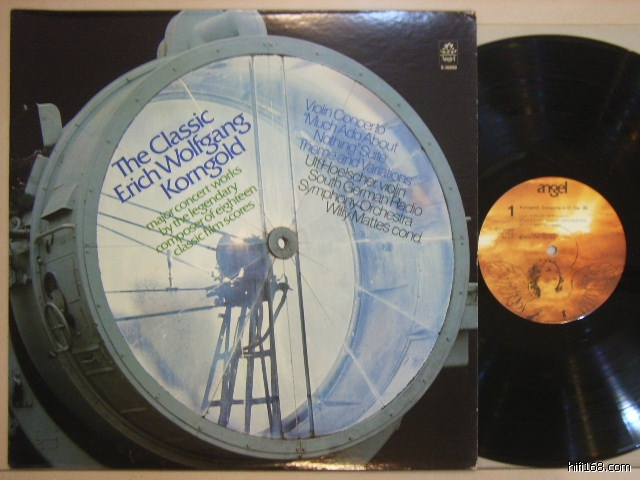 The Classic
Erich Wolfgang
Korngold
major concert works
by the legendary
composer of eighteen
classic film scores
Violin Concerto
"Much Ado About
Nothing" Suite
Theme and Variations
Ulf Hoelscher, violin
South German Radio
Symphony Orchestra
Willy Mattes cond.
angel
1
hifi168.com